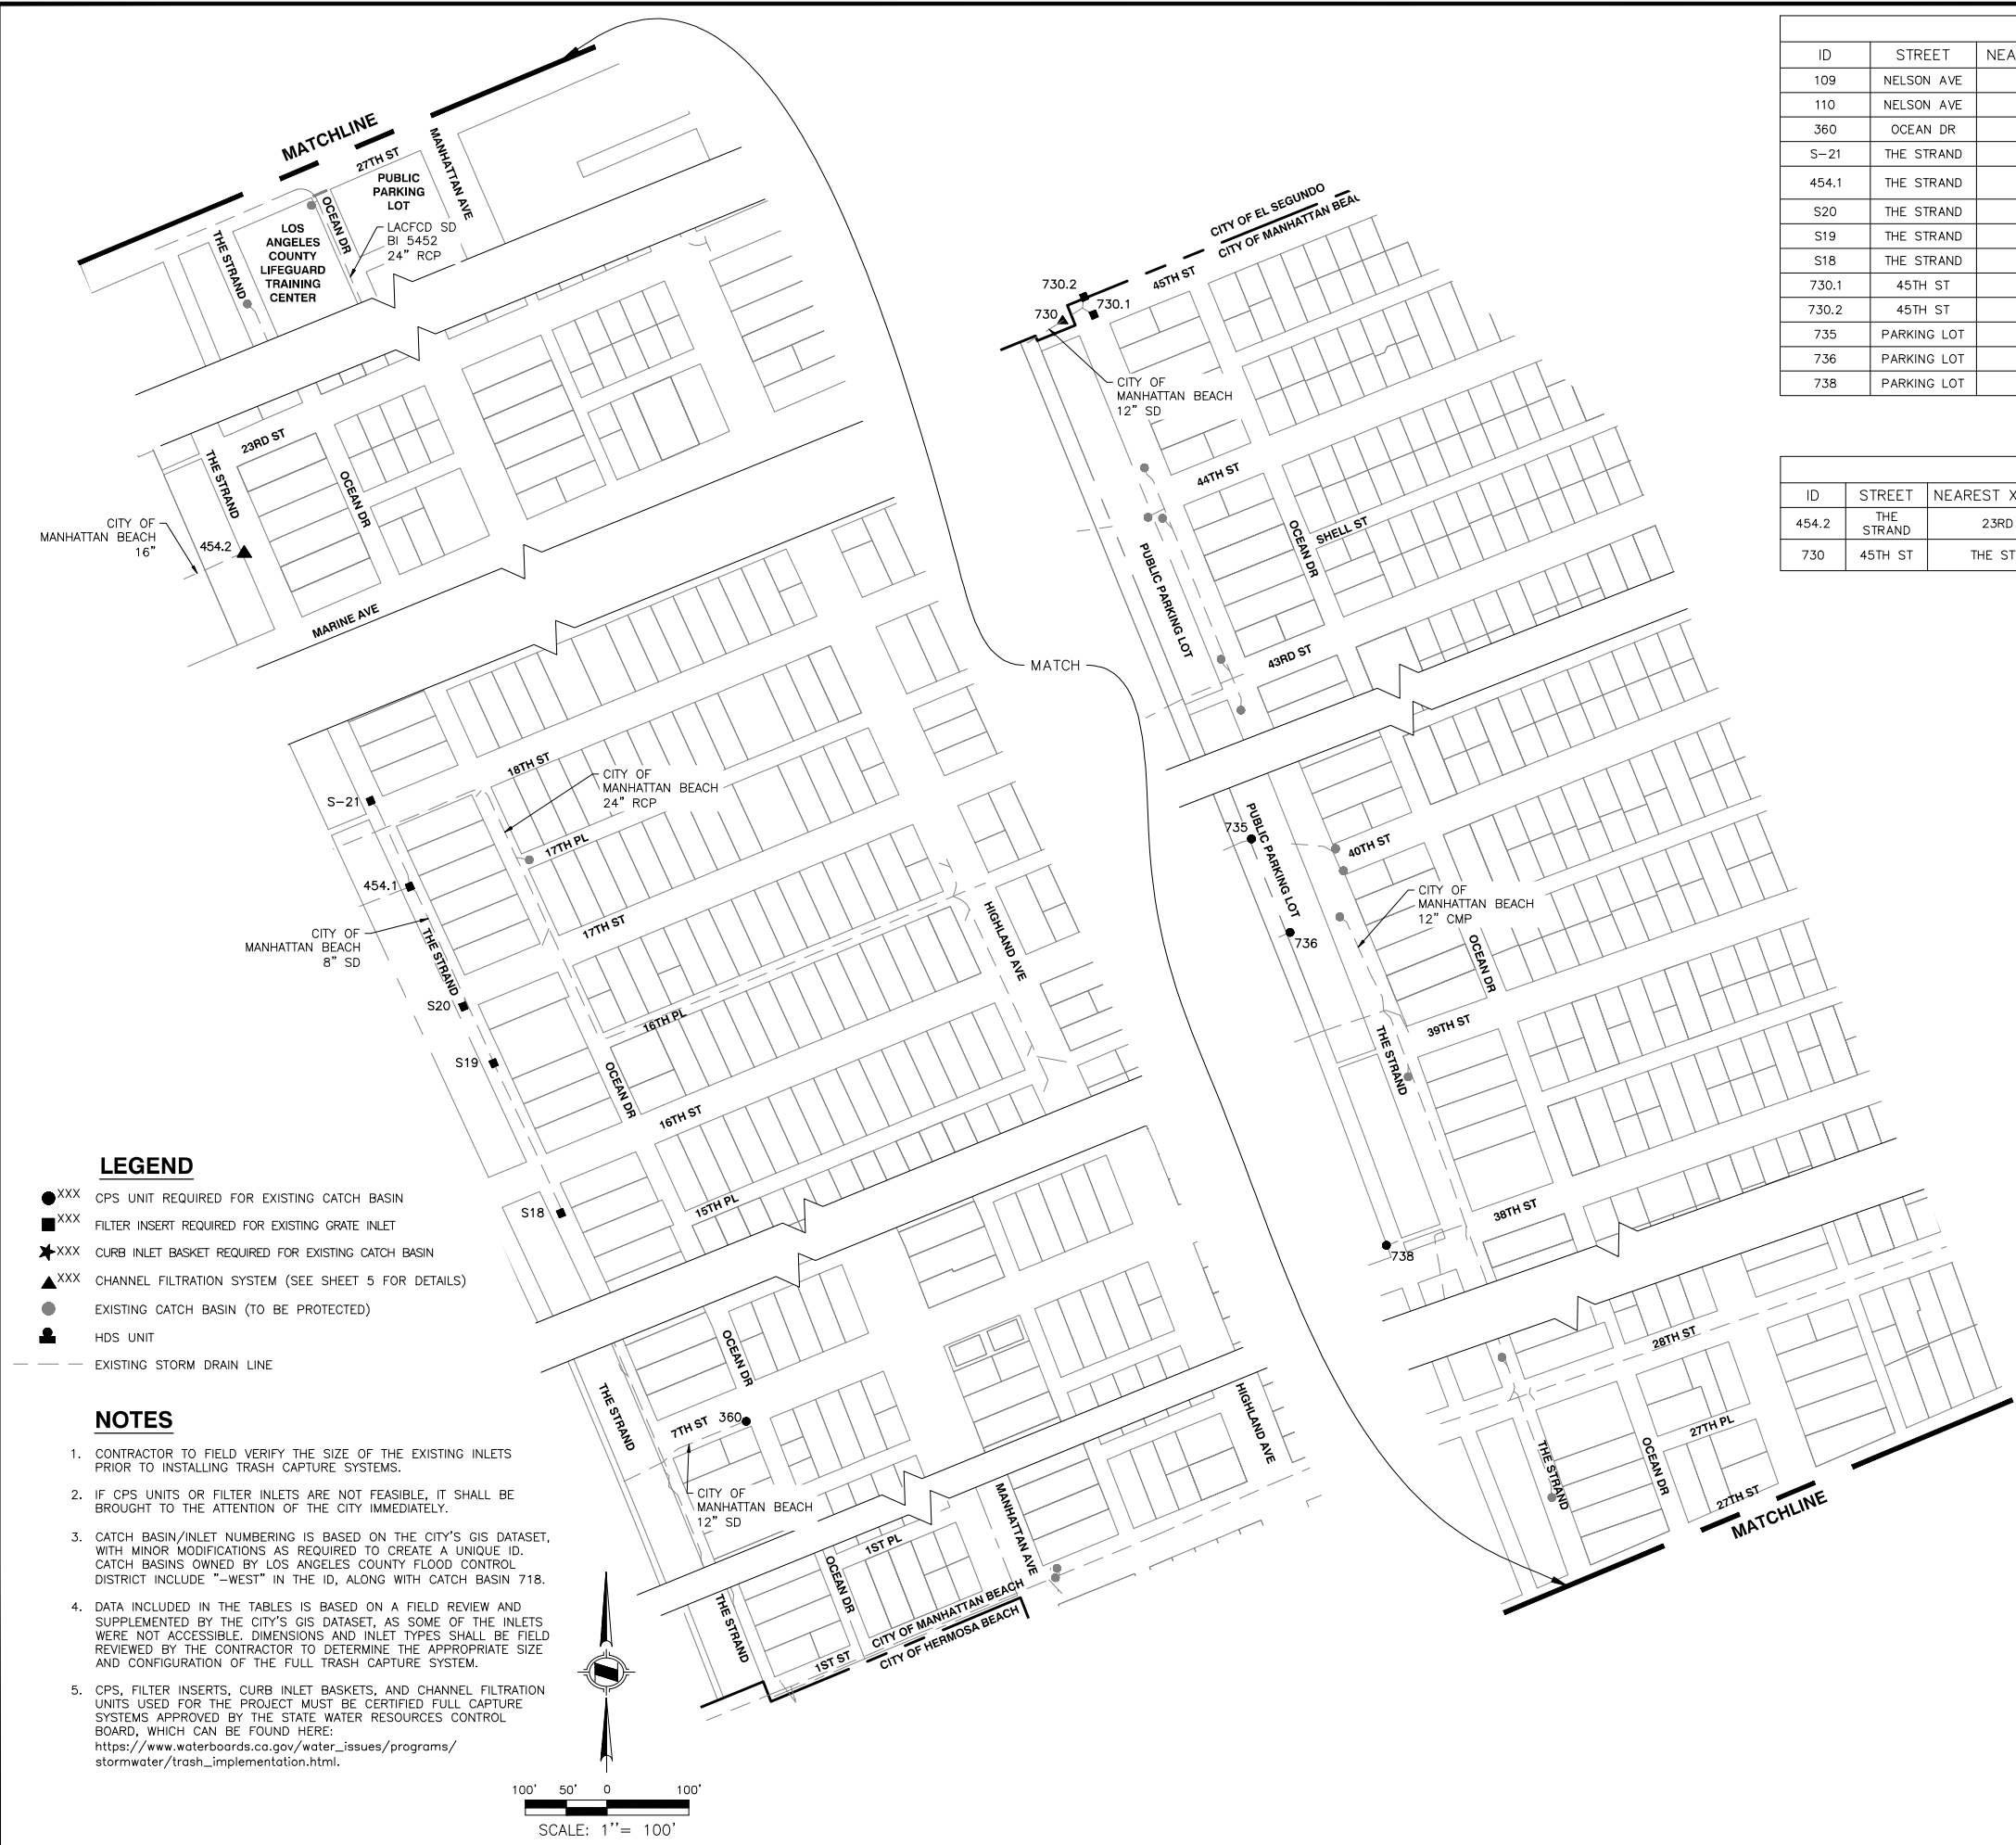 MATCHLINE
27TH ST
MANHATTAN AVE
PUBLIC
PARKING
LOT
OCEAN DR
THE STRAND
LOS
ANGELES
COUNTY
LIFEGUARD
TRAINING
CENTER
LACFCD SD
BI 5452
24" RCP
23RD ST
THE STRAND
OCEAN DR
CITY OF
MANHATTAN BEACH
16"
454.2
MARINE AVE
18TH ST
CITY OF
MANHATTAN BEACH
24" RCP
S-21
17TH PL
454.1
17TH ST
CITY OF
MANHATTAN BEACH
8" SD
THE STRAND
HIGHLAND AVE
S20
16TH PL
S19
OCEAN DR
16TH ST
15TH PL
S18
OCEAN DR
THE STRAND
7TH ST
360
HIGHLAND AVE
CITY OF
MANHATTAN BEACH
12" SD
MANHATTAN AVE
1ST PL
OCEAN DR
THE STRAND
CITY OF MANHATTAN BEACH
CITY OF HERMOSA BEACH
1ST ST
MATCH
CITY OF EL SEGUNDO
CITY OF MANHATTAN BEAC
45TH ST
730.2
730.1
730
CITY OF
MANHATTAN BEACH
12" SD
44TH ST
OCEAN DR
SHELL ST
PUBLIC PARKING LOT
43RD ST
735
PUBLIC PARKING LOT
40TH ST
CITY OF
MANHATTAN BEACH
12" CMP
736
OCEAN DR
39TH ST
THE STRAND
38TH ST
738
28TH ST
27TH PL
THE STRAND
OCEAN DR
27TH ST
MATCHLINE
ID STREET NEA
109 NELSON AVE
110 NELSON AVE
360 OCEAN DR
S-21 THE STRAND
454.1 THE STRAND
S20 THE STRAND
S19 THE STRAND
S18 THE STRAND
730.1 45TH ST
730.2 45TH ST
735 PARKING LOT
736 PARKING LOT
738 PARKING LOT
ID STREET NEAREST X
454.2 THE STRAND 23RD
730 45TH ST THE ST
LEGEND
XXX CPS UNIT REQUIRED FOR EXISTING CATCH BASIN
XXX FILTER INSERT REQUIRED FOR EXISTING GRATE INLET
XXX CURB INLET BASKET REQUIRED FOR EXISTING CATCH BASIN
XXX CHANNEL FILTRATION SYSTEM (SEE SHEET 5 FOR DETAILS)
EXISTING CATCH BASIN (TO BE PROTECTED)
HDS UNIT
EXISTING STORM DRAIN LINE
NOTES
1. CONTRACTOR TO FIELD VERIFY THE SIZE OF THE EXISTING INLETS
PRIOR TO INSTALLING TRASH CAPTURE SYSTEMS.
2. IF CPS UNITS OR FILTER INLETS ARE NOT FEASIBLE, IT SHALL BE
BROUGHT TO THE ATTENTION OF THE CITY IMMEDIATELY.
3. CATCH BASIN/INLET NUMBERING IS BASED ON THE CITY'S GIS DATASET,
WITH MINOR MODIFICATIONS AS REQUIRED TO CREATE A UNIQUE ID.
CATCH BASINS OWNED BY LOS ANGELES COUNTY FLOOD CONTROL
DISTRICT INCLUDE "-WEST" IN THE ID, ALONG WITH CATCH BASIN 718.
4. DATA INCLUDED IN THE TABLES IS BASED ON A FIELD REVIEW AND
SUPPLEMENTED BY THE CITY'S GIS DATASET, AS SOME OF THE INLETS
WERE NOT ACCESSIBLE. DIMENSIONS AND INLET TYPES SHALL BE FIELD
REVIEWED BY THE CONTRACTOR TO DETERMINE THE APPROPRIATE SIZE
AND CONFIGURATION OF THE FULL TRASH CAPTURE SYSTEM.
5. CPS, FILTER INSERTS, CURB INLET BASKETS, AND CHANNEL FILTRATION
UNITS USED FOR THE PROJECT MUST BE CERTIFIED FULL CAPTURE
SYSTEMS APPROVED BY THE STATE WATER RESOURCES CONTROL
BOARD, WHICH CAN BE FOUND HERE:
https://www.waterboards.ca.gov/water_issues/programs/
stormwater/trash_implementation.html.
100' 50' 0 100'
SCALE: 1''= 100'